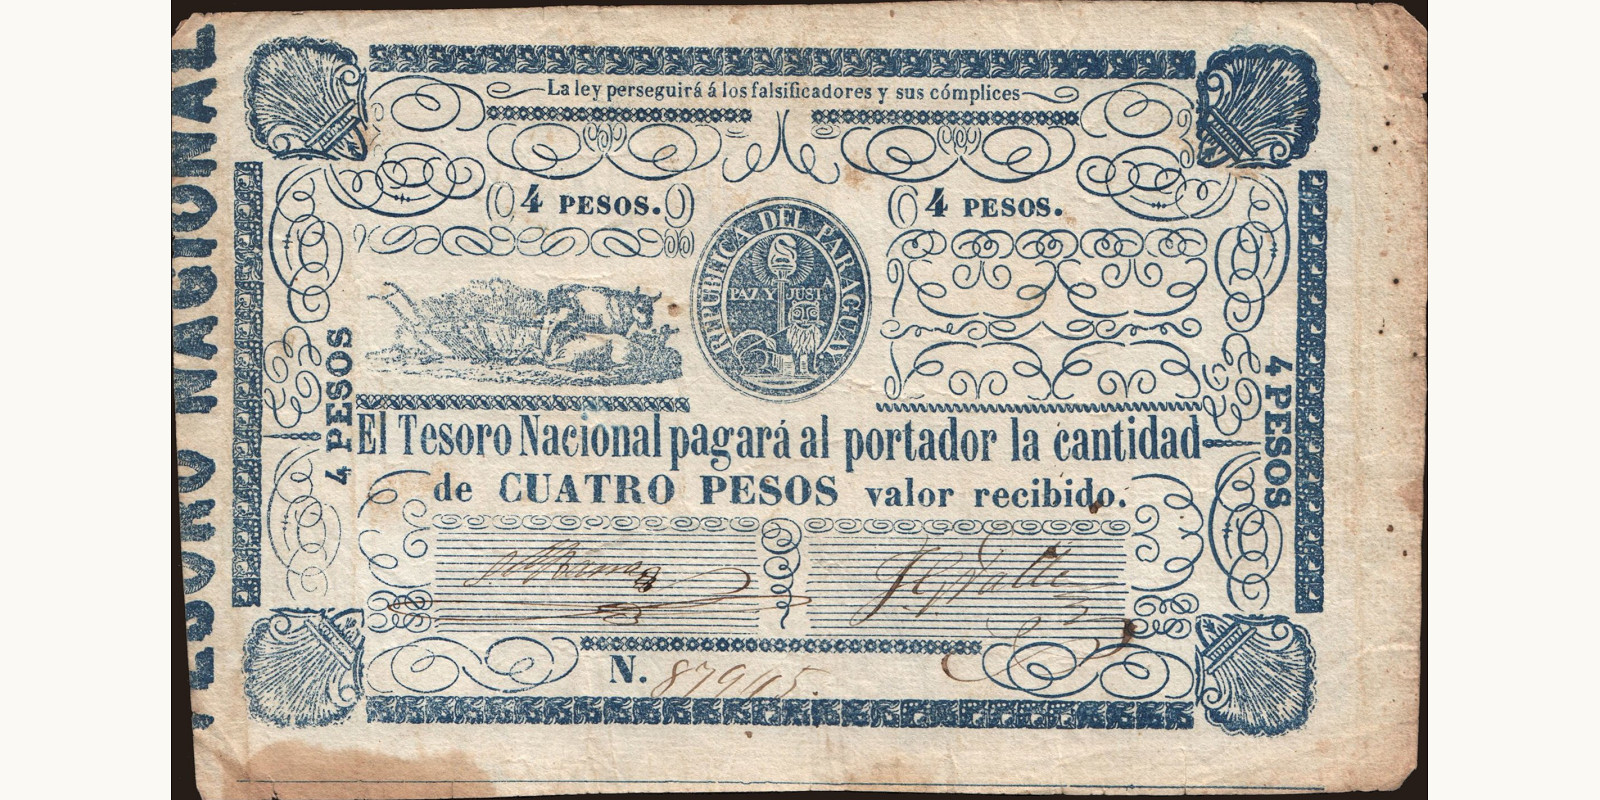 La ley perseguirá á los falsificadores y sus cómplices
4 PESOS. 4 PESOS.
REPUBLICA DEL PARAGUAY
PAZ Y JUST.
El Tesoro Nacional pagará al portador la cantidad
de CUATRO PESOS valor recibido.
N. 87945.
4 PESOS
4 PESOS
TESORO NACIONAL